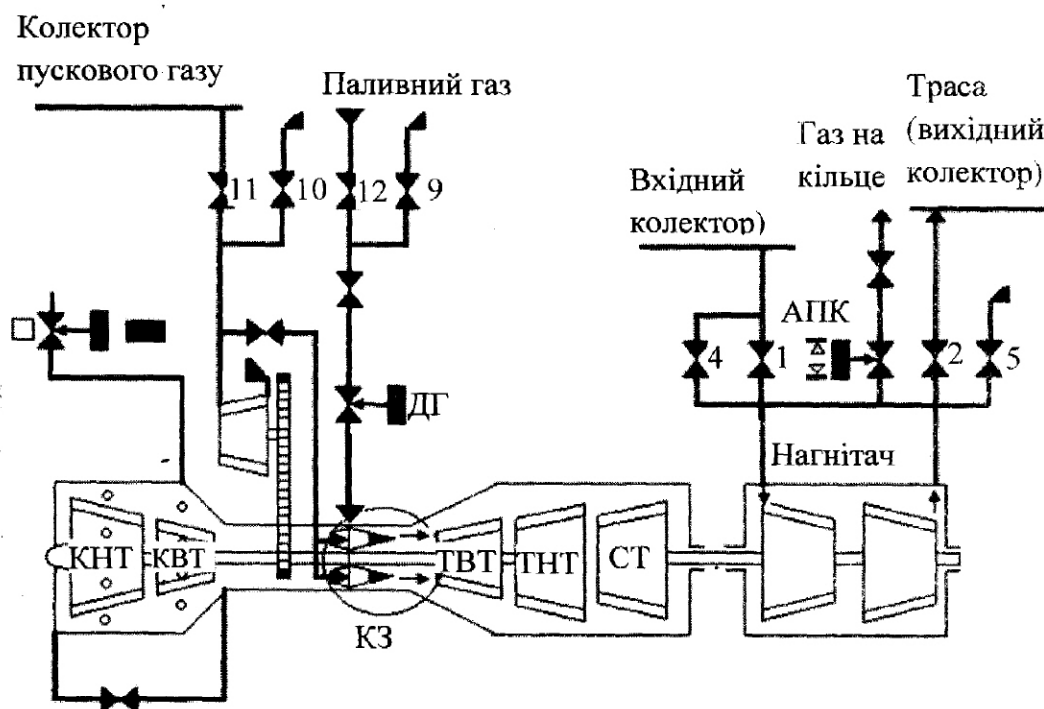 Колектор
пускового газу
Паливний газ
Траса
(вихідний
колектор)
Газ на
кільце
Вхідний
колектор)
11
10
12
9
АПК
4
1
2
5
ДГ
Нагнітач
КНТ
КВТ
ТВТ
ТНТ
СТ
КЗ